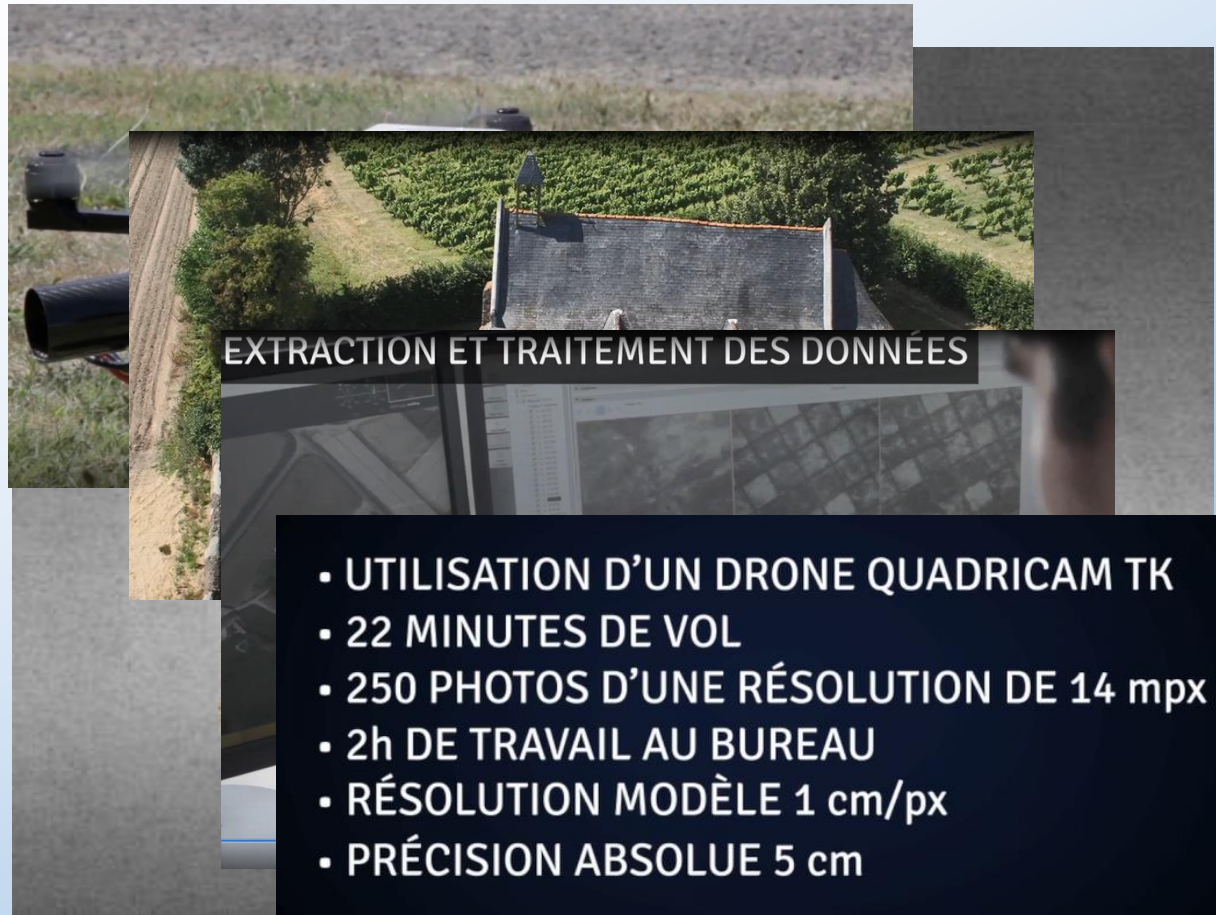 EXTRACTION ET TRAITEMENT DES DONNÉES
• UTILISATION D'UN DRONE QUADRICAM TK
• 22 MINUTES DE VOL
• 250 PHOTOS D'UNE RÉSOLUTION DE 14 mpx
• 2h DE TRAVAIL AU BUREAU
• RÉSOLUTION MODÈLE 1 cm/px
• PRÉCISION ABSOLUE 5 cm